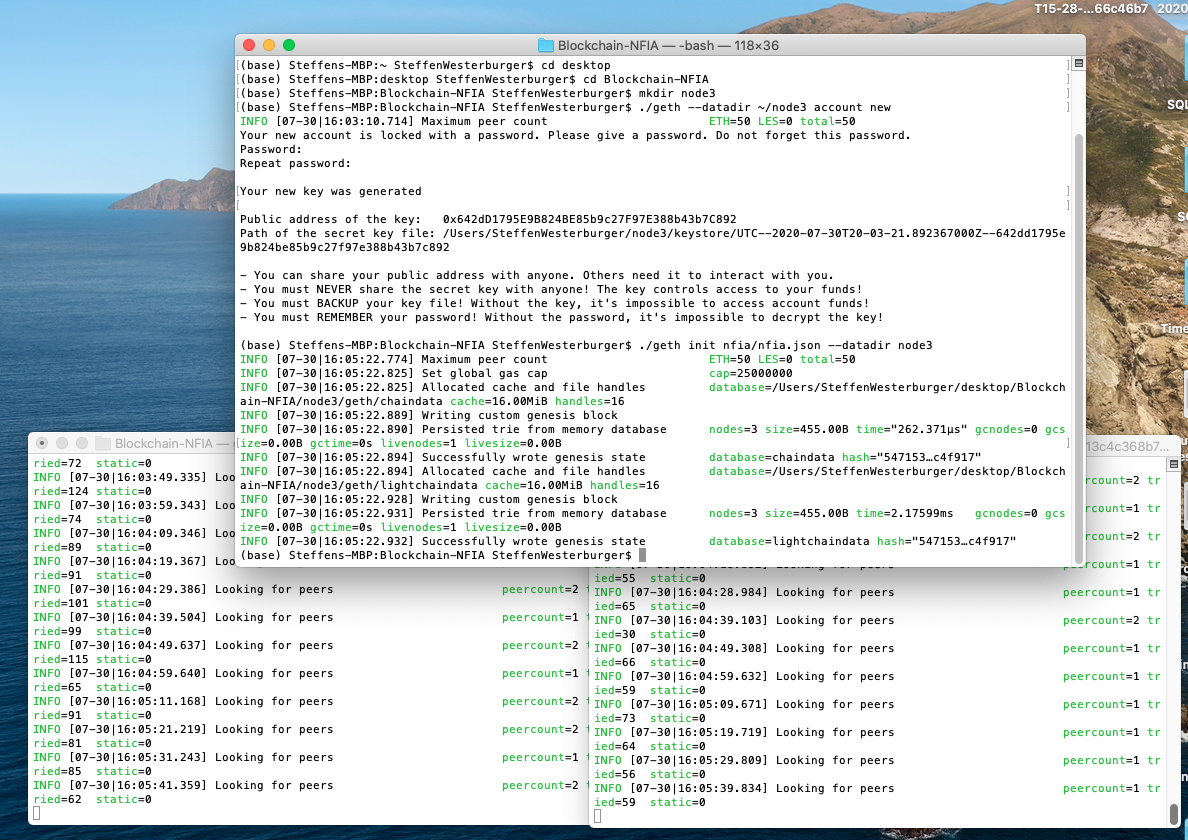 T15-28-...66c46b7 2020
Blockchain-NFIA — -bash — 118×36
(base) Steffens-MBP:~ SteffenWesterburger$ cd desktop
(base) Steffens-MBP:desktop SteffenWesterburger$ cd Blockchain-NFIA
(base) Steffens-MBP:Blockchain-NFIA SteffenWesterburger$ mkdir node3
(base) Steffens-MBP:Blockchain-NFIA SteffenWesterburger$ ./geth --datadir ~/node3 account new
INFO [07-30|16:03:10.714] Maximum peer count ETH=50 LES=0 total=50
Your new account is locked with a password. Please give a password. Do not forget this password.
Password:
Repeat password:
Your new key was generated
Public address of the key: 0x642dD1795E9B824BE85b9c27F97E388b43b7C892
Path of the secret key file: /Users/SteffenWesterburger/node3/keystore/UTC--2020-07-30T20-03-21.892367000Z--642dd1795e
9b824be85b9c27f97e388b43b7c892
- You can share your public address with anyone. Others need it to interact with you.
- You must NEVER share the secret key with anyone! The key controls access to your funds!
- You must BACKUP your key file! Without the key, it's impossible to access account funds!
- You must REMEMBER your password! Without the password, it's impossible to decrypt the key!
(base) Steffens-MBP:Blockchain-NFIA SteffenWesterburger$ ./geth init nfia/nfia.json --datadir node3
INFO [07-30|16:05:22.774] Maximum peer count ETH=50 LES=0 total=50
INFO [07-30|16:05:22.825] Set global gas cap cap=25000000
INFO [07-30|16:05:22.825] Allocated cache and file handles database=/Users/SteffenWesterburger/desktop/Blockch
ain-NFIA/node3/geth/chaindata cache=16.00MiB handles=16
INFO [07-30|16:05:22.889] Writing custom genesis block
INFO [07-30|16:05:22.890] Persisted trie from memory database nodes=3 size=455.00B time="262.371µs" gcnodes=0 gcs
ize=0.00B gctime=0s livenodes=1 livesize=0.00B
INFO [07-30|16:05:22.894] Successfully wrote genesis state database=chaindata hash="547153…c4f917"
INFO [07-30|16:05:22.894] Allocated cache and file handles database=/Users/SteffenWesterburger/desktop/Blockch
ain-NFIA/node3/geth/lightchaindata cache=16.00MiB handles=16
INFO [07-30|16:05:22.928] Writing custom genesis block
INFO [07-30|16:05:22.931] Persisted trie from memory database nodes=3 size=455.00B time=2.17599ms gcnodes=0 gcs
ize=0.00B gctime=0s livenodes=1 livesize=0.00B
INFO [07-30|16:05:22.932] Successfully wrote genesis state database=lightchaindata hash="547153…c4f917"
(base) Steffens-MBP:Blockchain-NFIA SteffenWesterburger$
Blockchain-NFIA —
ried=72 static=0
INFO [07-30|16:03:49.335] Loo
ried=124 static=0
INFO [07-30|16:03:59.343] Loo
ried=74 static=0
INFO [07-30|16:04:09.346] Loo
ried=89 static=0
INFO [07-30|16:04:19.367] Loo
ried=91 static=0
INFO [07-30|16:04:29.386] Looking for peers peercount=2 t
ried=101 static=0
INFO [07-30|16:04:39.504] Looking for peers peercount=1 t
ried=99 static=0
INFO [07-30|16:04:49.637] Looking for peers peercount=2 t
ried=115 static=0
INFO [07-30|16:04:59.640] Looking for peers peercount=1 t
ried=65 static=0
INFO [07-30|16:05:11.168] Looking for peers peercount=2 t
ried=91 static=0
INFO [07-30|16:05:21.219] Looking for peers peercount=2 t
ried=81 static=0
INFO [07-30|16:05:31.243] Looking for peers peercount=1 t
ried=85 static=0
INFO [07-30|16:05:41.359] Looking for peers peercount=2 t
ried=62 static=0
13c4c368b7...
rcount=2 tr
rcount=1 tr
rcount=2 tr
rcount=1 tr
ied=55 static=0
INFO [07-30|16:04:28.984] Looking for peers peercount=1 tr
ied=65 static=0
INFO [07-30|16:04:39.103] Looking for peers peercount=2 tr
ied=30 static=0
INFO [07-30|16:04:49.308] Looking for peers peercount=1 tr
ied=66 static=0
INFO [07-30|16:04:59.632] Looking for peers peercount=1 tr
ied=59 static=0
INFO [07-30|16:05:09.671] Looking for peers peercount=1 tr
ied=73 static=0
INFO [07-30|16:05:19.719] Looking for peers peercount=1 tr
ied=64 static=0
INFO [07-30|16:05:29.809] Looking for peers peercount=1 tr
ied=56 static=0
INFO [07-30|16:05:39.834] Looking for peers peercount=1 tr
ied=59 static=0
SQL
Time